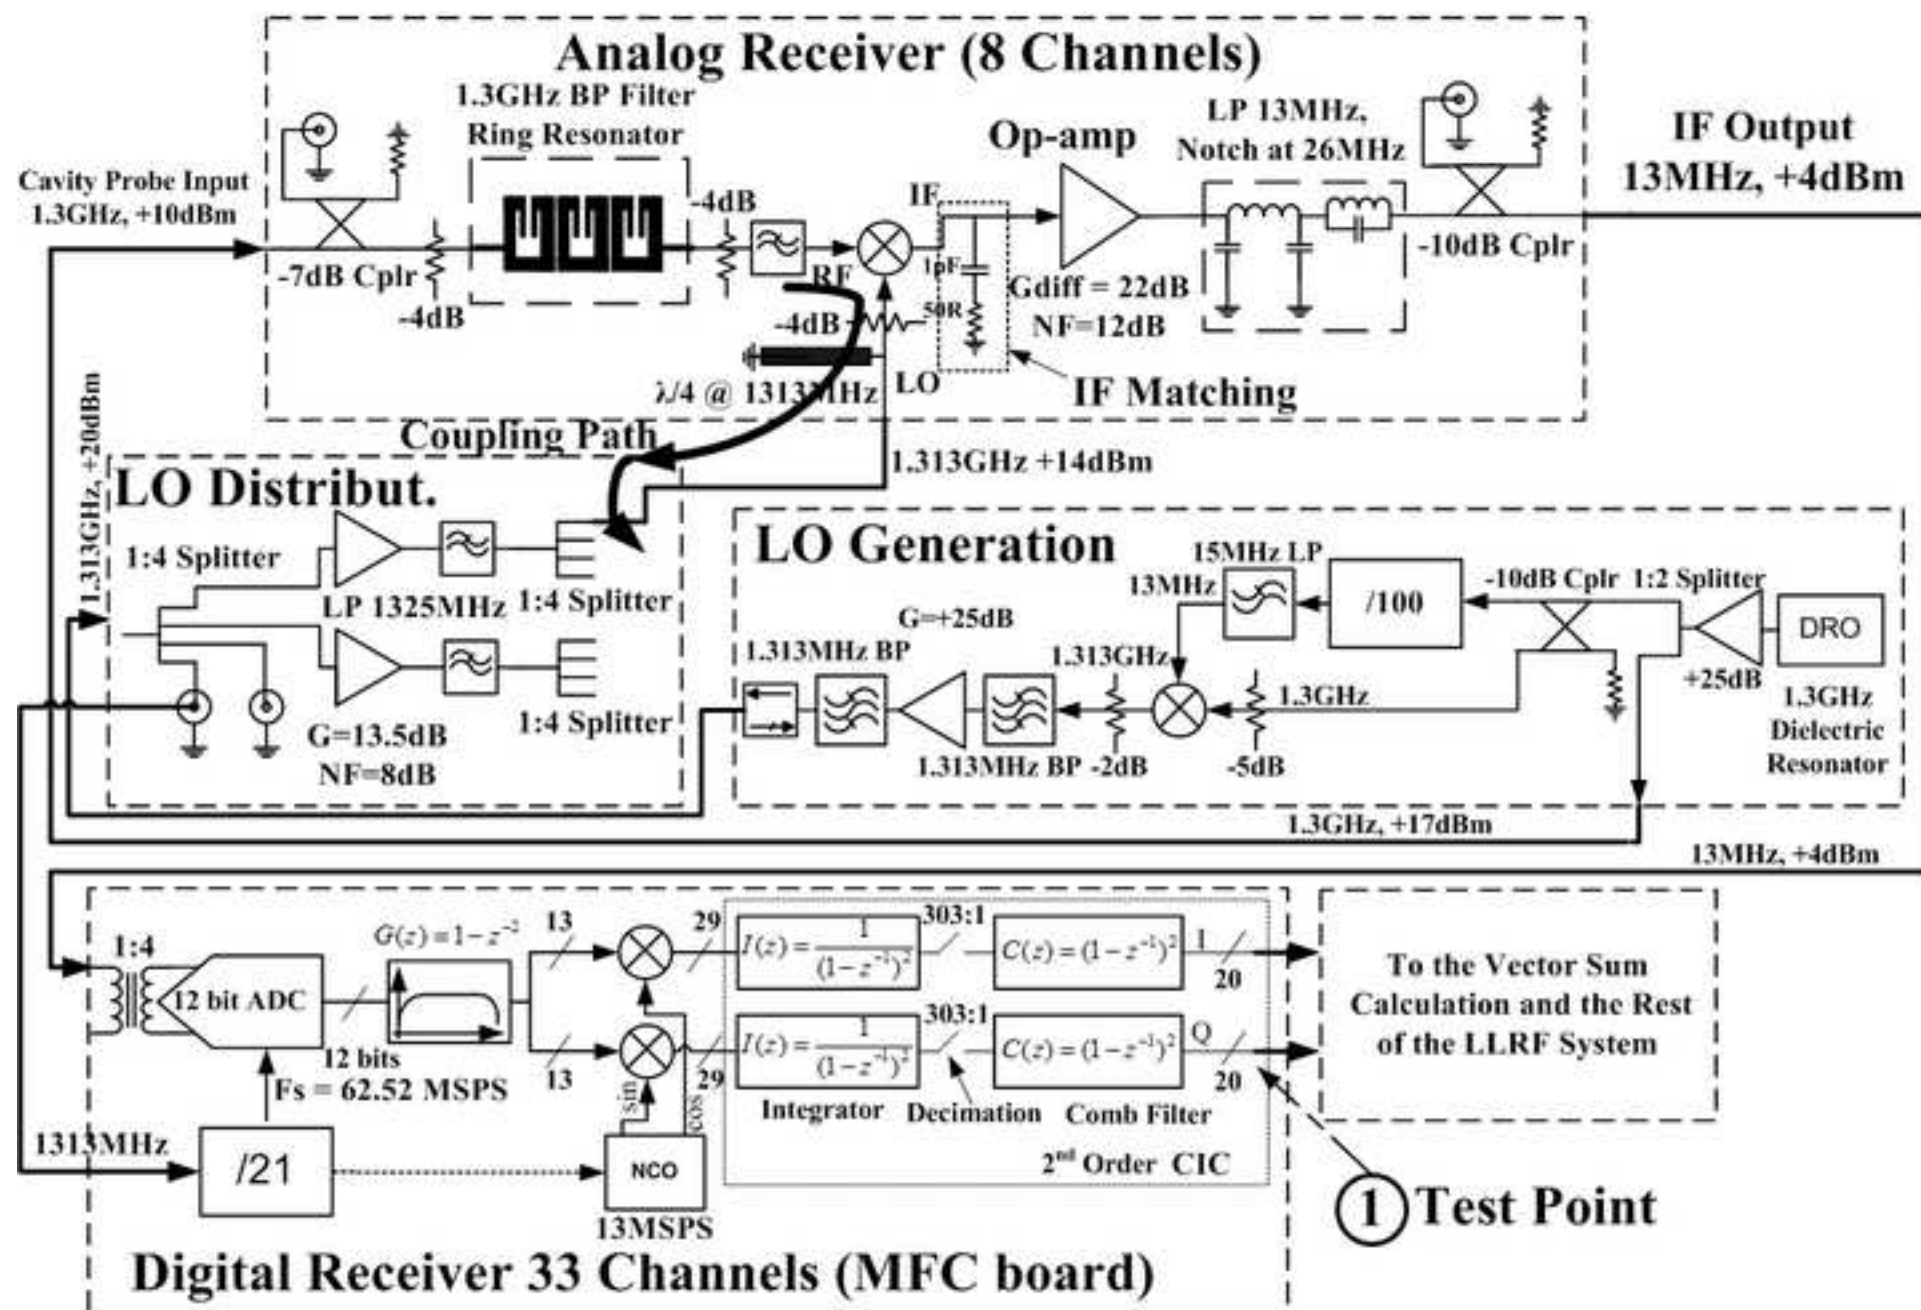 Analog Receiver (8 Channels)
1.3GHz BP Filter
Ring Resonator
Cavity Probe Input
1.3GHz, +10dBm
-7dB Cplr
-4dB
-4dB
RF
IF
Op-amp
LP 13MHz,
Notch at 26MHz
IF Output
13MHz, +4dBm
1pF
50R
Gdiff = 22dB
NF=12dB
-10dB Cplr
-4dB
λ/4 @ 1313MHz
LO
IF Matching
Coupling Path
1.313GHz, +20dBm
1.313GHz +14dBm
LO Distribut.
1:4 Splitter
LP 1325MHz
1:4 Splitter
1:4 Splitter
G=13.5dB
NF=8dB
LO Generation
15MHz LP
13MHz
/100
-10dB Cplr
1:2 Splitter
DRO
+25dB
1.3GHz
Dielectric
Resonator
G=+25dB
1.313MHz BP
1.313GHz
1.3GHz
1.313MHz BP
-2dB
-5dB
1.3GHz, +17dBm
13MHz, +4dBm
1:4
12 bit ADC
12 bits
Fs = 62.52 MSPS
G(z)=1-z⁻²
13
13
29
29
I(z)=1/(1-z⁻¹)²
303:1
C(z)=(1-z⁻¹)²
I
20
I(z)=1/(1-z⁻¹)²
303:1
C(z)=(1-z⁻¹)²
Q
20
sin
cos
Integrator
Decimation
Comb Filter
2nd Order CIC
1313MHz
/21
NCO
13MSPS
To the Vector Sum
Calculation and the Rest
of the LLRF System
1 Test Point
Digital Receiver 33 Channels (MFC board)